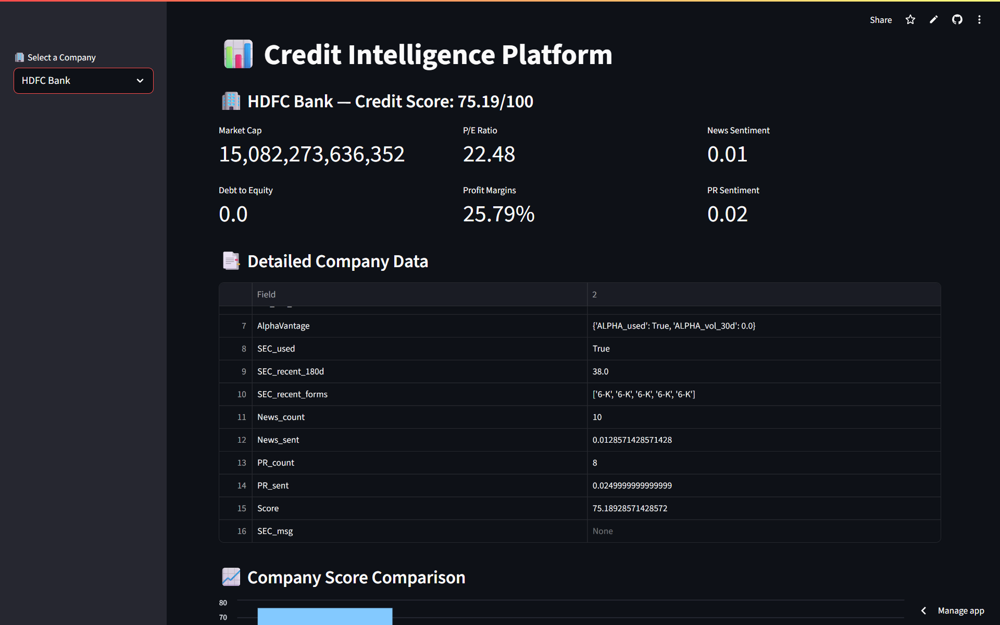 Share
Select a Company
HDFC Bank
Credit Intelligence Platform
HDFC Bank — Credit Score: 75.19/100
Market Cap
P/E Ratio
News Sentiment
15,082,273,636,352
22.48
0.01
Debt to Equity
Profit Margins
PR Sentiment
0.0
25.79%
0.02
Detailed Company Data
Field 2
7 AlphaVantage {'ALPHA_used': True, 'ALPHA_vol_30d': 0.0}
8 SEC_used True
9 SEC_recent_180d 38.0
10 SEC_recent_forms ['6-K', '6-K', '6-K', '6-K', '6-K']
11 News_count 10
12 News_sent 0.0128571428571428
13 PR_count 8
14 PR_sent 0.0249999999999999
15 Score 75.18928571428572
16 SEC_msg None
Company Score Comparison
80
70
Manage app